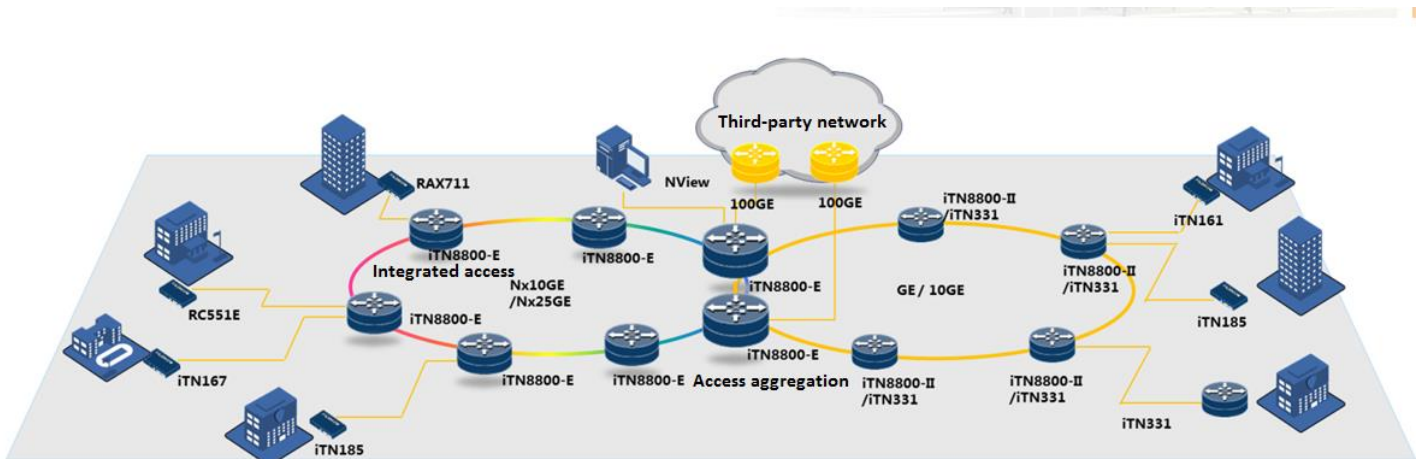 Third-party network
RAX711
NView
100GE
100GE
iTN8800-II
/iTN331
iTN161
iTN8800-E
iTN8800-E
iTN8800-II
/iTN331
Integrated access
Nx10GE
/Nx25GE
iTN8800-E
GE / 10GE
RC551E
iTN8800-E
iTN185
iTN8800-E
iTN167
iTN8800-E
iTN8800-E
Access aggregation
iTN8800-II
/iTN331
iTN8800-II
/iTN331
iTN185
iTN331